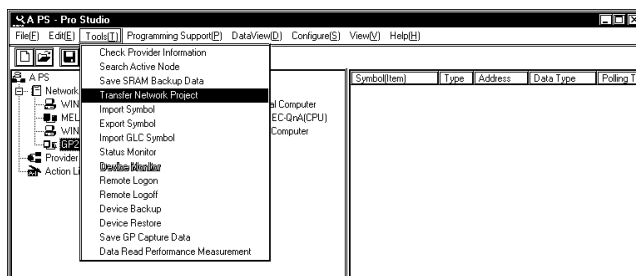 A PS - Pro Studio
File(F) Edit(E) Tools(T) Programming Support(P) DataView(D) Configure(S) View(V) Help(H)
Check Provider Information
Search Active Node
Save SRAM Backup Data
Transfer Network Project
Import Symbol
Export Symbol
Import GLC Symbol
Status Monitor
Device Monitor
Remote Logon
Remote Logoff
Device Backup
Device Restore
Save GP Capture Data
Data Read Performance Measurement
A PS
Network
WIN
MEL
WIN
GP2
Provider
Action Li
al Computer
EC-QnA(CPU)
Computer
Symbol(Item) Type Address Data Type Polling T